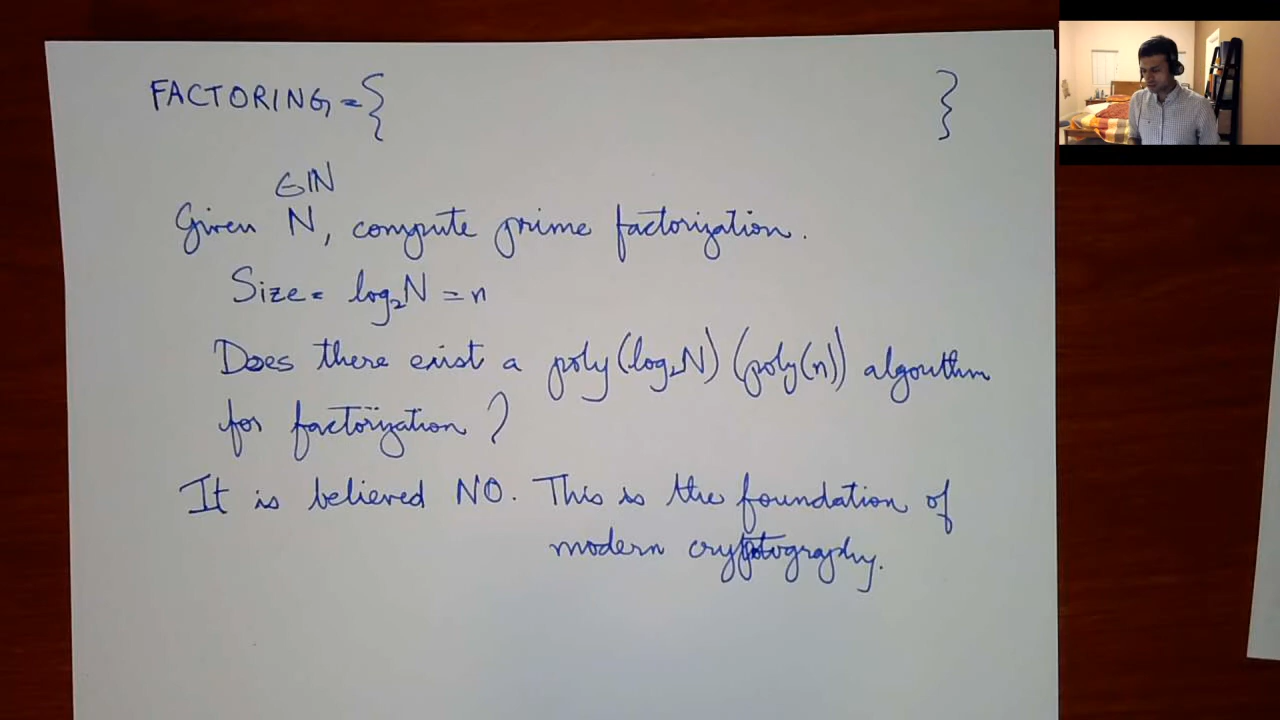 FACTORING = { }
∈ ℕ
Given N, compute prime factorization.
Size = log₂N = n
Does there exist a poly(log₂N) (poly(n)) algorithm
for factorization?
It is believed NO. This is the foundation of
modern cryptography.